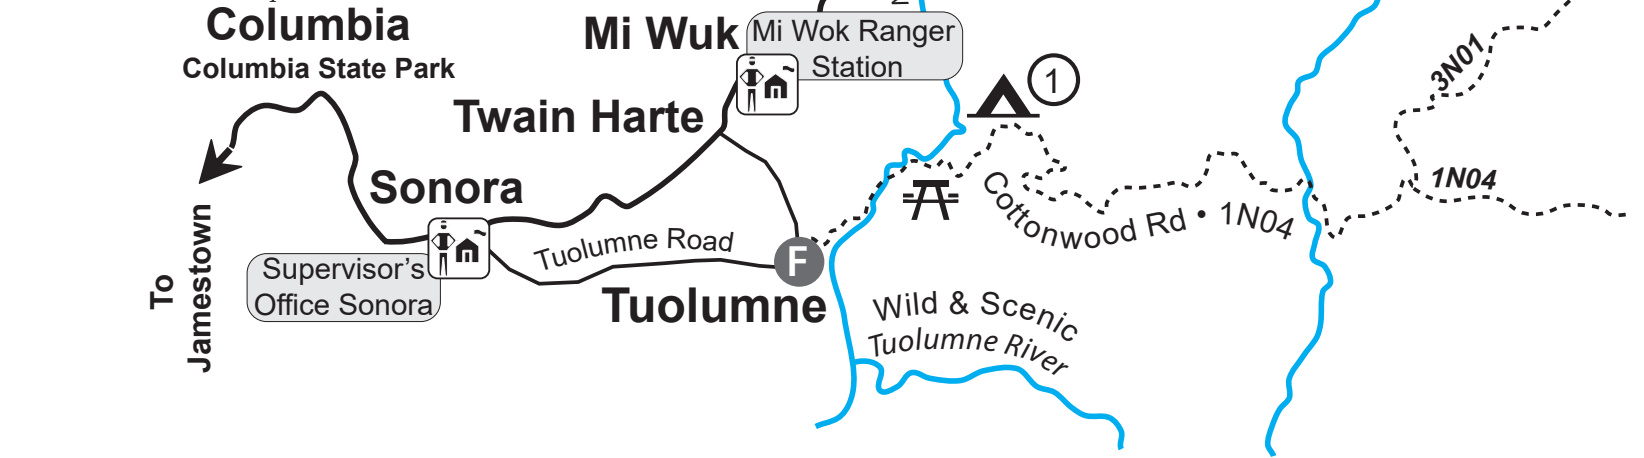 Columbia
Columbia State Park
Mi Wuk
Mi Wok Ranger
Station
1
3N01
Twain Harte
Sonora
1N04
Cottonwood Rd • 1N04
To
Jamestown
Supervisor's
Office Sonora
Tuolumne Road
F
Tuolumne
Wild & Scenic
Tuolumne River